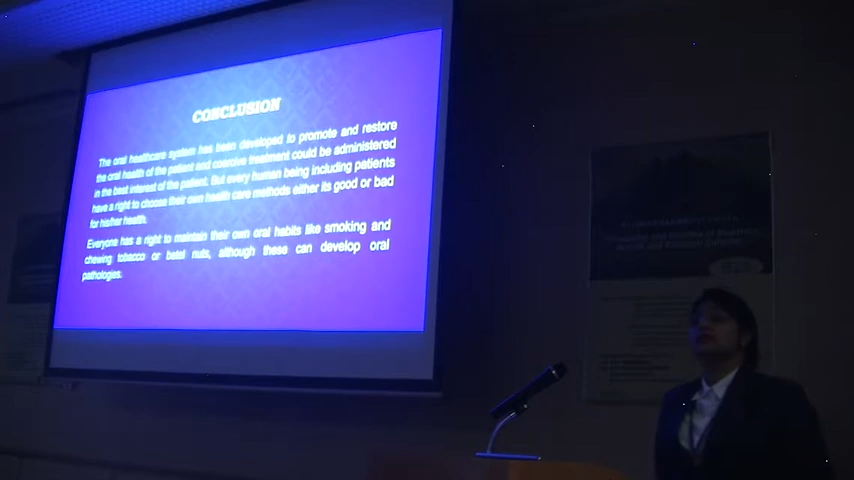 CONCLUSION
The oral healthcare system has been developed to promote and restore
the oral health of the patient and coercive treatment could be administered
in the best interest of the patient. But every human being including patients
have a right to choose their own health care methods either its good or bad
for his/her health.
Everyone has a right to maintain their own oral habits like smoking and
chewing tobacco or betel nuts, although these can develop oral
pathologies.